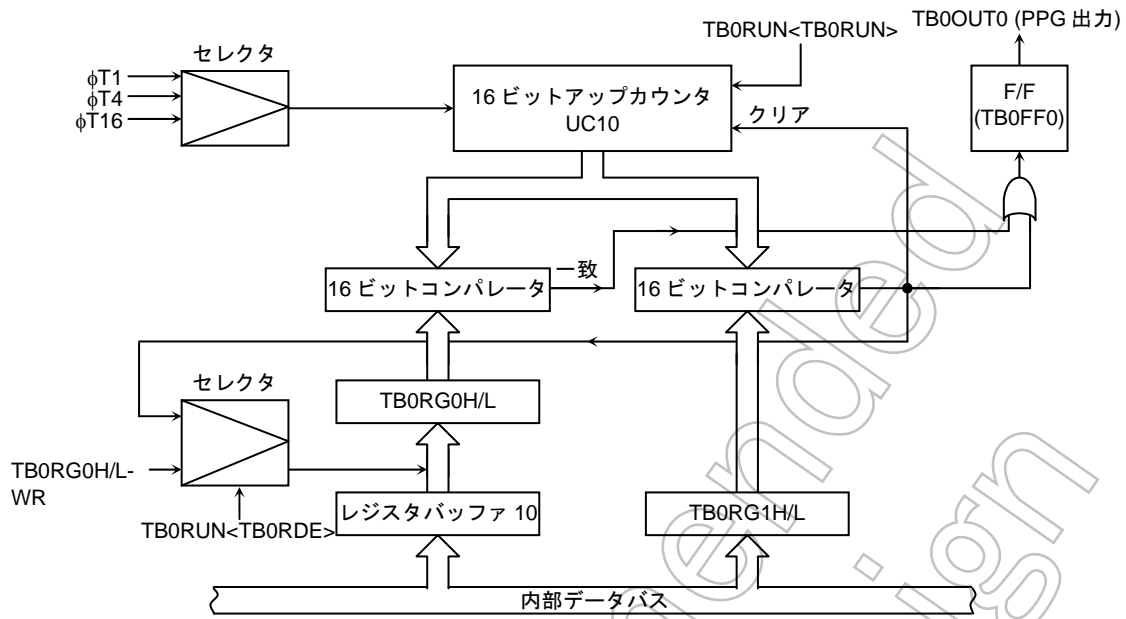 TB0OUT0 (PPG 出力)
TB0RUN<TB0RUN>
セレクタ
φT1
φT4
φT16
16 ビットアップカウンタ
UC10
クリア
F/F
(TB0FF0)
16 ビットコンパレータ
一致
16 ビットコンパレータ
セレクタ
TB0RG0H/L
TB0RG0H/L-
WR
TB0RUN<TB0RDE>
レジスタバッファ 10
TB0RG1H/L
内部データバス